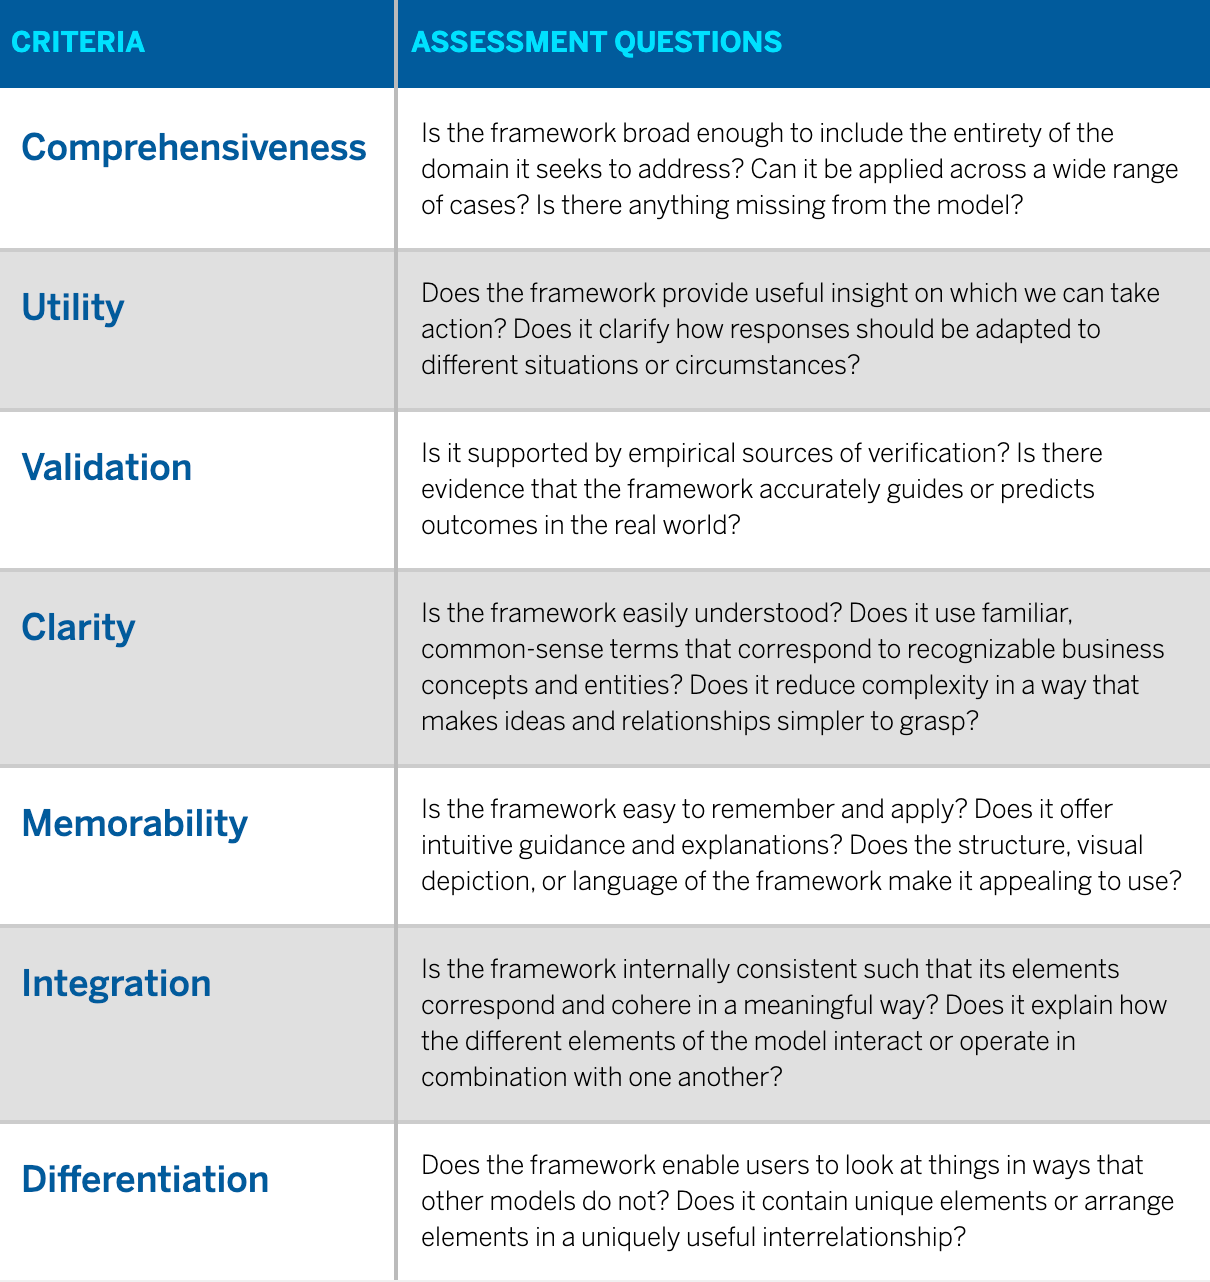 CRITERIA
ASSESSMENT QUESTIONS
Comprehensiveness
Is the framework broad enough to include the entirety of the
domain it seeks to address? Can it be applied across a wide range
of cases? Is there anything missing from the model?
Utility
Does the framework provide useful insight on which we can take
action? Does it clarify how responses should be adapted to
different situations or circumstances?
Validation
Is it supported by empirical sources of verification? Is there
evidence that the framework accurately guides or predicts
outcomes in the real world?
Clarity
Is the framework easily understood? Does it use familiar,
common-sense terms that correspond to recognizable business
concepts and entities? Does it reduce complexity in a way that
makes ideas and relationships simpler to grasp?
Memorability
Is the framework easy to remember and apply? Does it offer
intuitive guidance and explanations? Does the structure, visual
depiction, or language of the framework make it appealing to use?
Integration
Is the framework internally consistent such that its elements
correspond and cohere in a meaningful way? Does it explain how
the different elements of the model interact or operate in
combination with one another?
Differentiation
Does the framework enable users to look at things in ways that
other models do not? Does it contain unique elements or arrange
elements in a uniquely useful interrelationship?